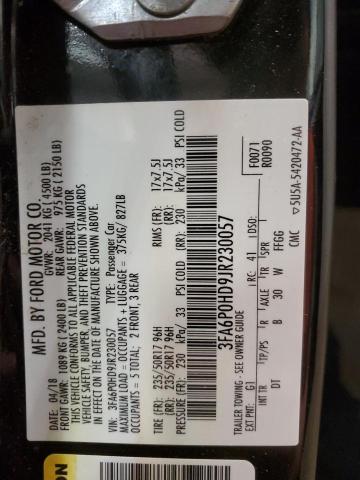 MFD. BY FORD MOTOR CO.
04/18 GVWR: 2041 KG ( 4500 LB)
FRONT GAWR: 1089 KG ( 2400 LB) REAR GAWR: 975 KG ( 2150 LB)
THIS VEHICLE CONFORMS TO ALL APPLICABLE FEDERAL MOTOR
VEHICLE SAFETY, BUMPER, AND THEFT PREVENTION STANDARDS
IN EFFECT ON THE DATE OF MANUFACTURE SHOWN ABOVE.
VIN: 3FA6P0HD9JR230057 TYPE: Passenger Car
MAXIMUM LOAD = OCCUPANTS + LUGGAGE = 375KG/ 827LB
OCCUPANTS = 5 TOTAL; 2 FRONT, 3 REAR
TIRE (FR): 235/50R17 96H RIMS (FR): 17x7.5J
kPa/ 33 PSI COLD
TIRE (RR): 235/50R17 96H RIMS (RR): 17x7.5J
230 kPa/ 33 PSI COLD
3FA6P0HD9JR230057
F0071
R0090
TRAILER TOWING - SEE OWNER GUIDE
EXT PNT: G1 RC: 41 DSO:
INT TR TP/PS R AXLE TR SPR
DT B 30 W FFGG
CMC ▽5U5A-5420472-AA
ON